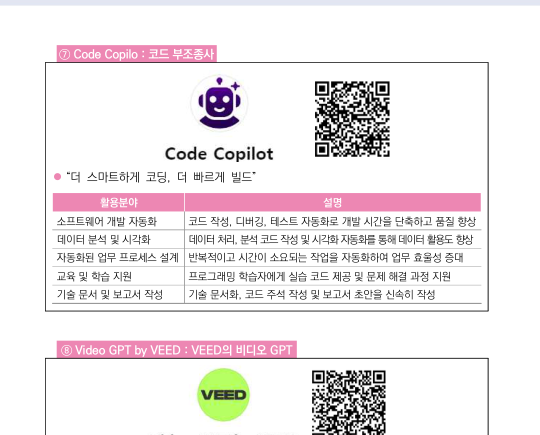 ⑦ Code Copilo : 코드 부조종사
Code Copilot
● “더 스마트하게 코딩, 더 빠르게 빌드”
활용분야 설명
소프트웨어 개발 자동화 코드 작성, 디버깅, 테스트 자동화로 개발 시간을 단축하고 품질 향상
데이터 분석 및 시각화 데이터 처리, 분석 코드 작성 및 시각화 자동화를 통해 데이터 활용도 향상
자동화된 업무 프로세스 설계 반복적이고 시간이 소요되는 작업을 자동화하여 업무 효율성 증대
교육 및 학습 지원 프로그래밍 학습자에게 실습 코드 제공 및 문제 해결 과정 지원
기술 문서 및 보고서 작성 기술 문서화, 코드 주석 작성 및 보고서 초안을 신속히 작성
⑧ Video GPT by VEED : VEED의 비디오 GPT
VEED